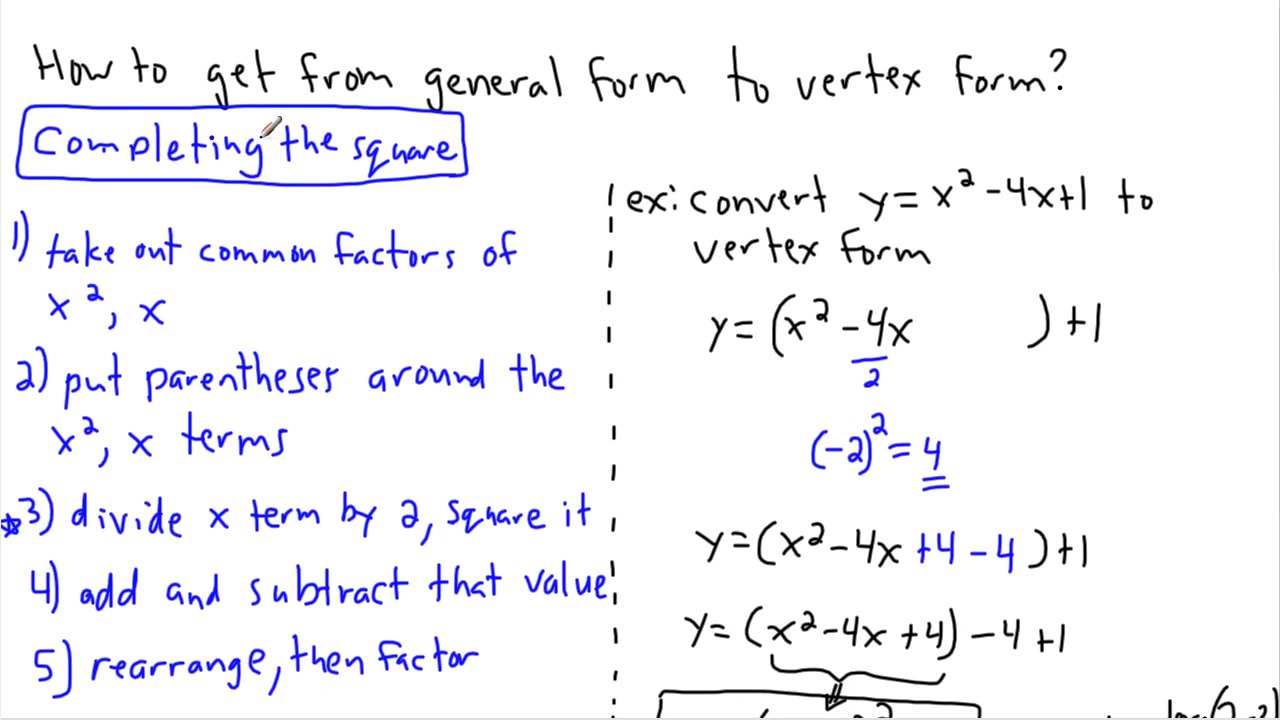 How to get from general form to vertex form?
Completing the square
1) take out common factors of
x², x
2) put parentheses around the
x², x terms
*3) divide x term by 2, square it
4) add and subtract that value
5) rearrange, then factor
ex: convert y = x² - 4x + 1 to
vertex form
y = (x² - 4x ) + 1
2
(-2)² = 4
y = (x² - 4x + 4 - 4 ) + 1
y = (x² - 4x + 4) - 4 + 1